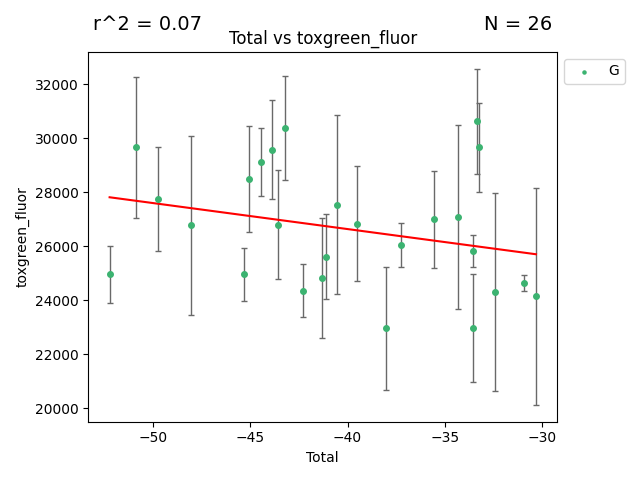 r^2 = 0.07
N = 26
Total vs toxgreen_fluor
G
toxgreen_fluor
32000
30000
28000
26000
24000
22000
20000
−50
−45
−40
−35
−30
Total